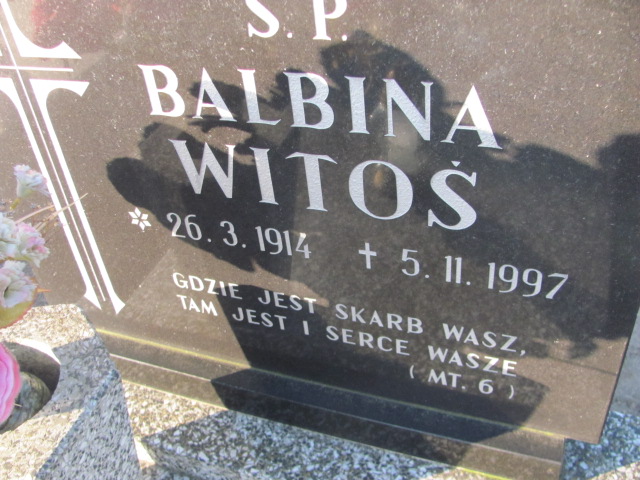 S.P.
BALBINA
WITOŚ
* 26.3.1914 + 5.11.1997
GDZIE JEST SKARB WASZ,
TAM JEST I SERCE WASZE
(MT. 6)